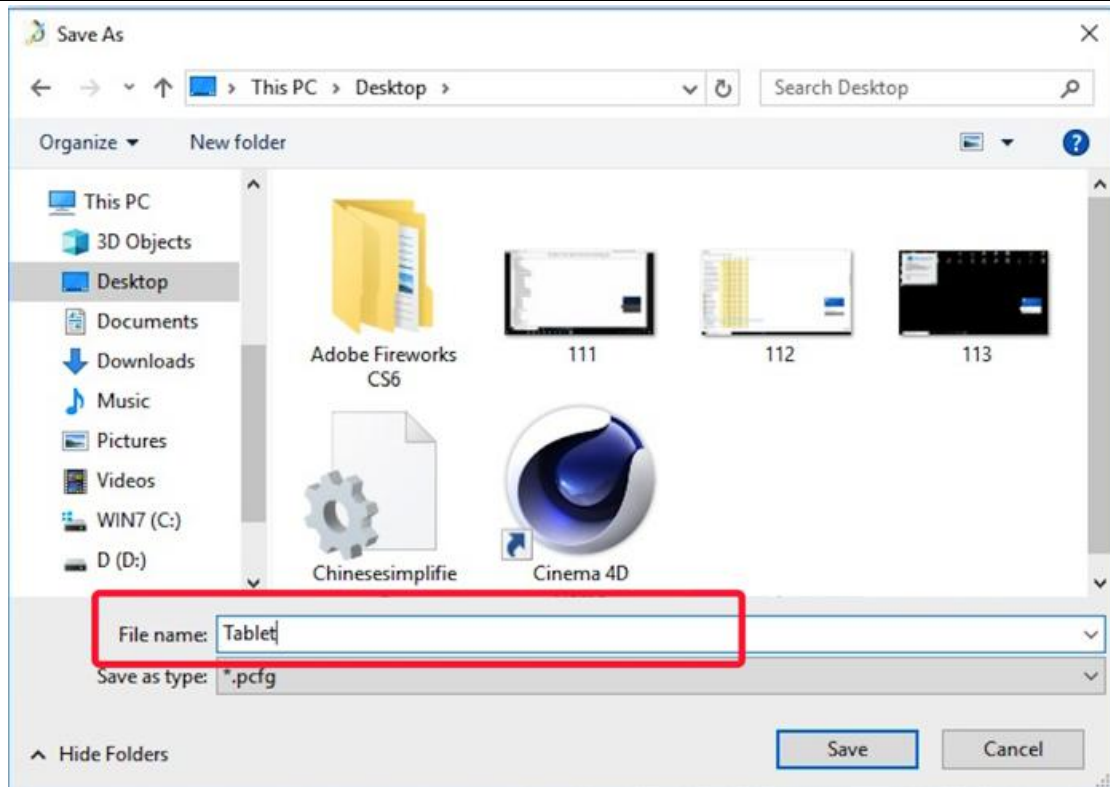 Save As
This PC > Desktop >
Search Desktop
Organize
New folder
This PC
3D Objects
Desktop
Documents
Downloads
Music
Pictures
Videos
WIN7 (C:)
D (D:)
Adobe Fireworks
CS6
111
112
113
Chinesesimplifie
Cinema 4D
File name: Tablet
Save as type: *.pcfg
Hide Folders
Save
Cancel